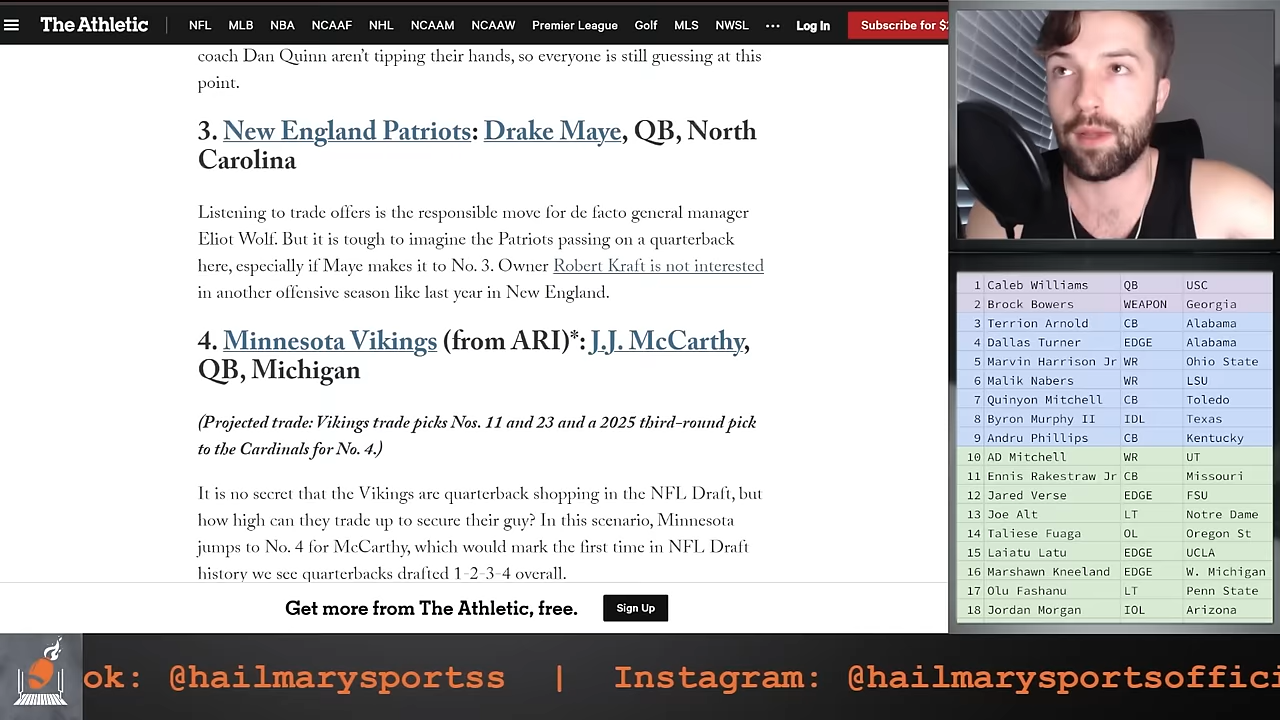 The Athletic
NFL MLB NBA NCAAF NHL NCAAM NCAAW Premier League Golf MLS NWSL ••• Log In Subscribe for $2
coach Dan Quinn aren't tipping their hands, so everyone is still guessing at this
point.
3. New England Patriots: Drake Maye, QB, North
Carolina
Listening to trade offers is the responsible move for de facto general manager
Eliot Wolf. But it is tough to imagine the Patriots passing on a quarterback
here, especially if Maye makes it to No. 3. Owner Robert Kraft is not interested
in another offensive season like last year in New England.
4. Minnesota Vikings (from ARI)*: J.J. McCarthy,
QB, Michigan
(Projected trade: Vikings trade picks Nos. 11 and 23 and a 2025 third-round pick
to the Cardinals for No. 4.)
It is no secret that the Vikings are quarterback shopping in the NFL Draft, but
how high can they trade up to secure their guy? In this scenario, Minnesota
jumps to No. 4 for McCarthy, which would mark the first time in NFL Draft
history we see quarterbacks drafted 1-2-3-4 overall.
Get more from The Athletic, free. Sign Up
1 Caleb Williams QB USC
2 Brock Bowers WEAPON Georgia
3 Terrion Arnold CB Alabama
4 Dallas Turner EDGE Alabama
5 Marvin Harrison Jr WR Ohio State
6 Malik Nabers WR LSU
7 Quinyon Mitchell CB Toledo
8 Byron Murphy II IDL Texas
9 Andru Phillips CB Kentucky
10 AD Mitchell WR UT
11 Ennis Rakestraw Jr CB Missouri
12 Jared Verse EDGE FSU
13 Joe Alt LT Notre Dame
14 Taliese Fuaga OL Oregon St
15 Laiatu Latu EDGE UCLA
16 Marshawn Kneeland EDGE W. Michigan
17 Olu Fashanu LT Penn State
18 Jordan Morgan IOL Arizona
ok: @hailmarysportss | Instagram: @hailmarysportsoffici